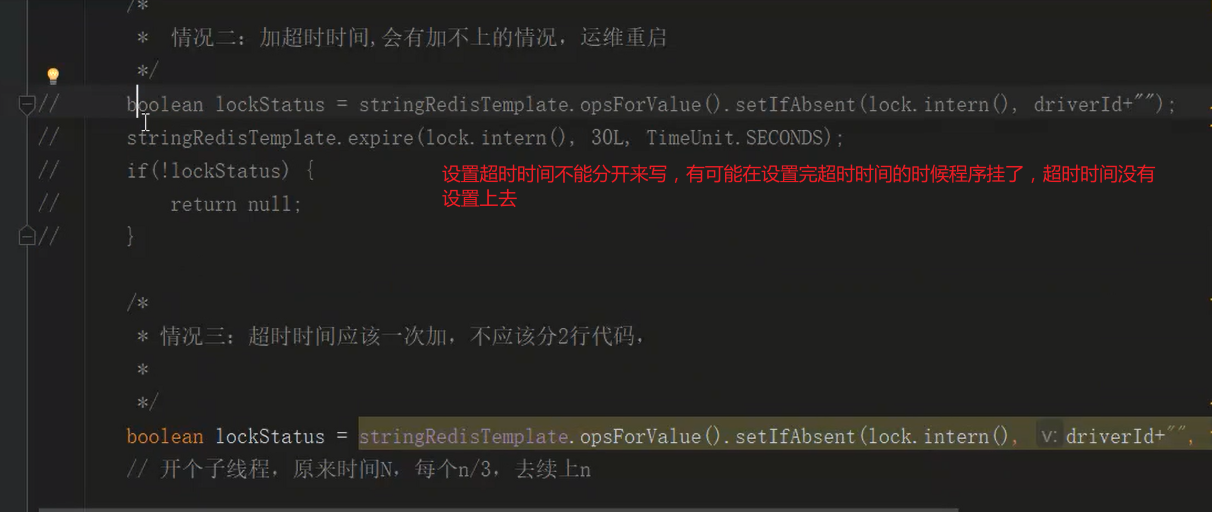 /*
* 情况二：加超时时间,会有加不上的情况，运维重启
*/
// boolean lockStatus = stringRedisTemplate.opsForValue().setIfAbsent(lock.intern(), driverId+"");
// stringRedisTemplate.expire(lock.intern(), 30L, TimeUnit.SECONDS);
// if(!lockStatus) {
设置超时时间不能分开来写，有可能在设置完超时时间的时候程序挂了，超时时间没有
设置上去
// return null;
// }
/*
* 情况三：超时时间应该一次加，不应该分2行代码，
*
*/
boolean lockStatus = stringRedisTemplate.opsForValue().setIfAbsent(lock.intern(), v: driverId+"",
// 开个子线程，原来时间N，每个n/3，去续上n